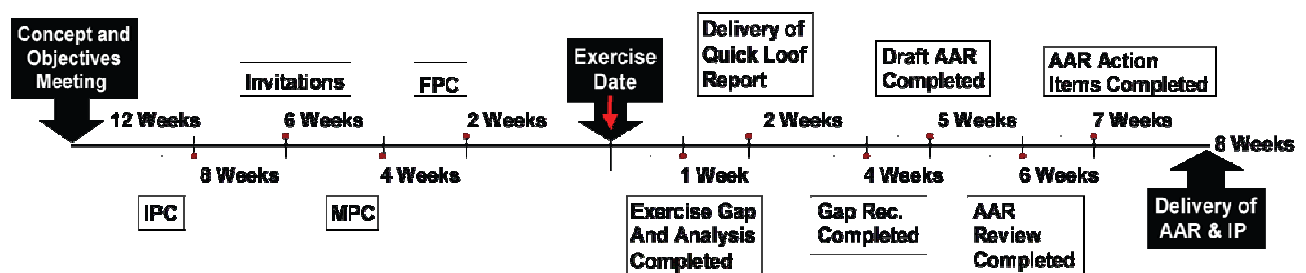 Concept and
Objectives
Meeting
Invitations
FPC
Exercise
Date
Delivery of
Quick Loof
Report
Draft AAR
Completed
AAR Action
Items Completed
12 Weeks
6 Weeks
2 Weeks
2 Weeks
5 Weeks
7 Weeks
8 Weeks
8 Weeks
4 Weeks
1 Week
4 Weeks
6 Weeks
IPC
MPC
Exercise Gap
And Analysis
Completed
Gap Rec.
Completed
AAR
Review
Completed
Delivery of
AAR & IP